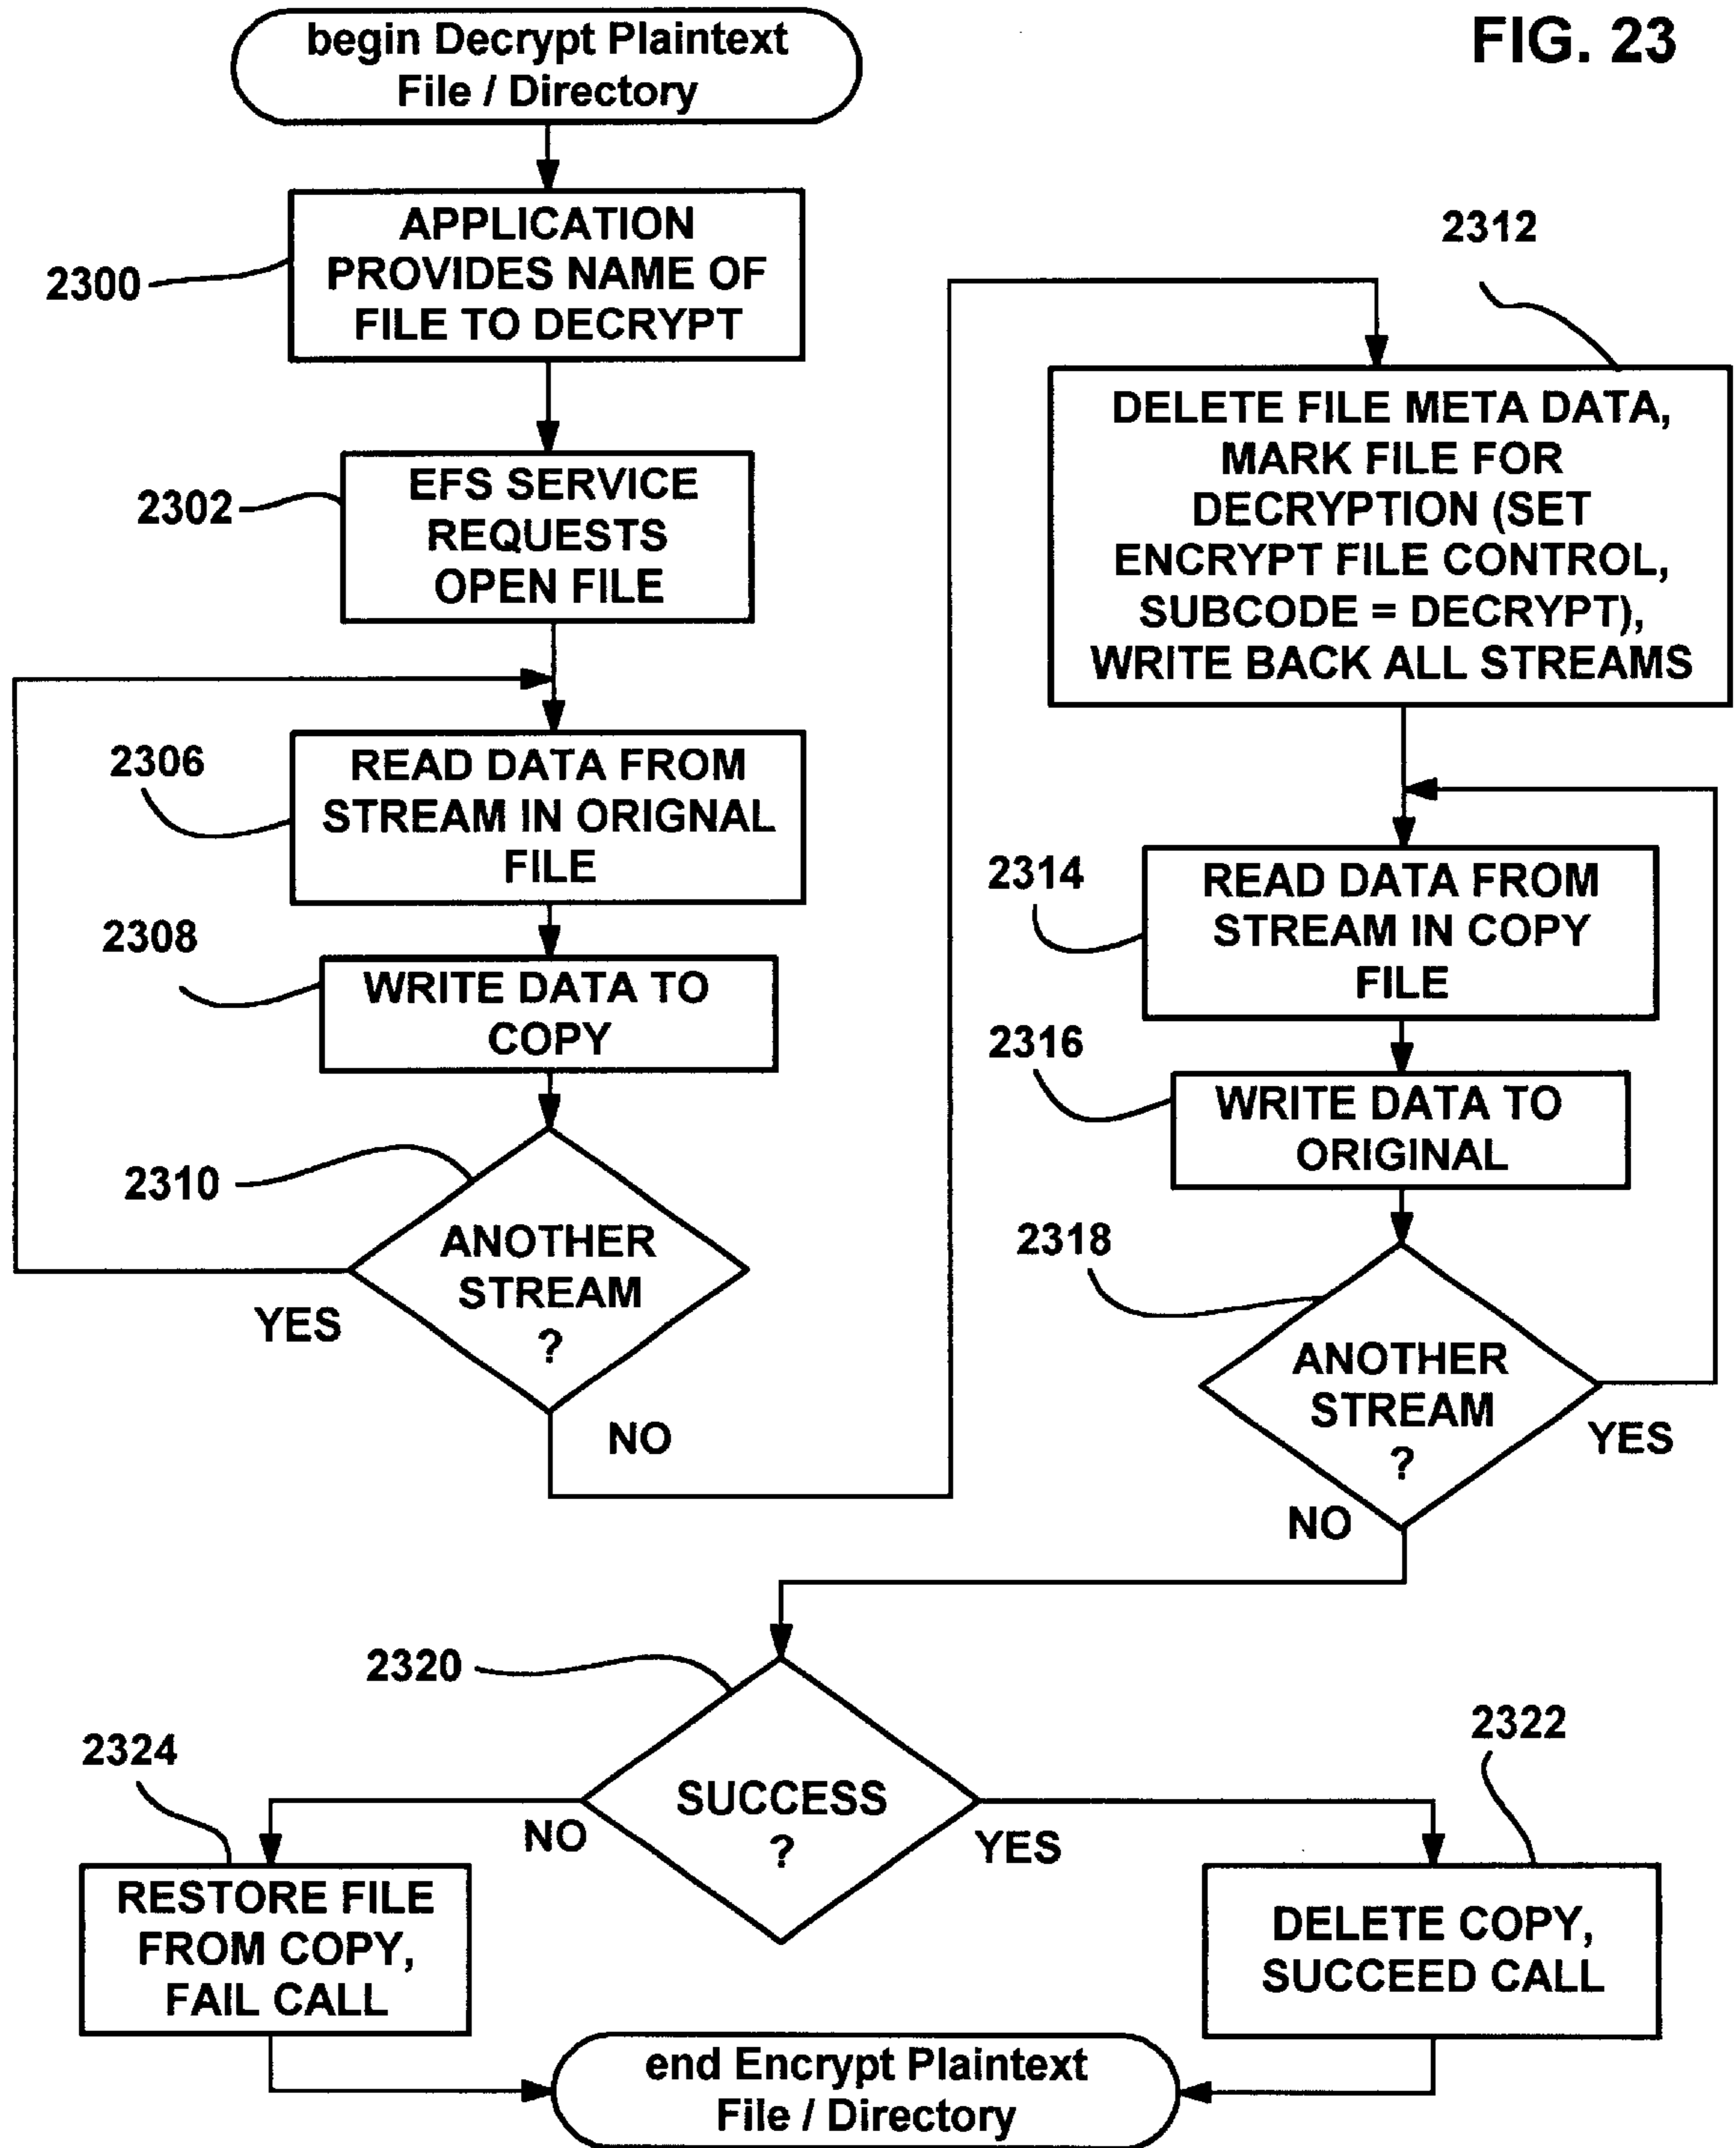 FIG. 23
begin Decrypt Plaintext
File / Directory
2300
APPLICATION
PROVIDES NAME OF
FILE TO DECRYPT
2302
EFS SERVICE
REQUESTS
OPEN FILE
2306
READ DATA FROM
STREAM IN ORIGNAL
FILE
2308
WRITE DATA TO
COPY
2310
ANOTHER
STREAM
?
YES
NO
2312
DELETE FILE META DATA,
MARK FILE FOR
DECRYPTION (SET
ENCRYPT FILE CONTROL,
SUBCODE = DECRYPT),
WRITE BACK ALL STREAMS
2314
READ DATA FROM
STREAM IN COPY
FILE
2316
WRITE DATA TO
ORIGINAL
2318
ANOTHER
STREAM
?
YES
NO
2320
SUCCESS
?
NO
YES
2324
RESTORE FILE
FROM COPY,
FAIL CALL
2322
DELETE COPY,
SUCCEED CALL
end Encrypt Plaintext
File / Directory